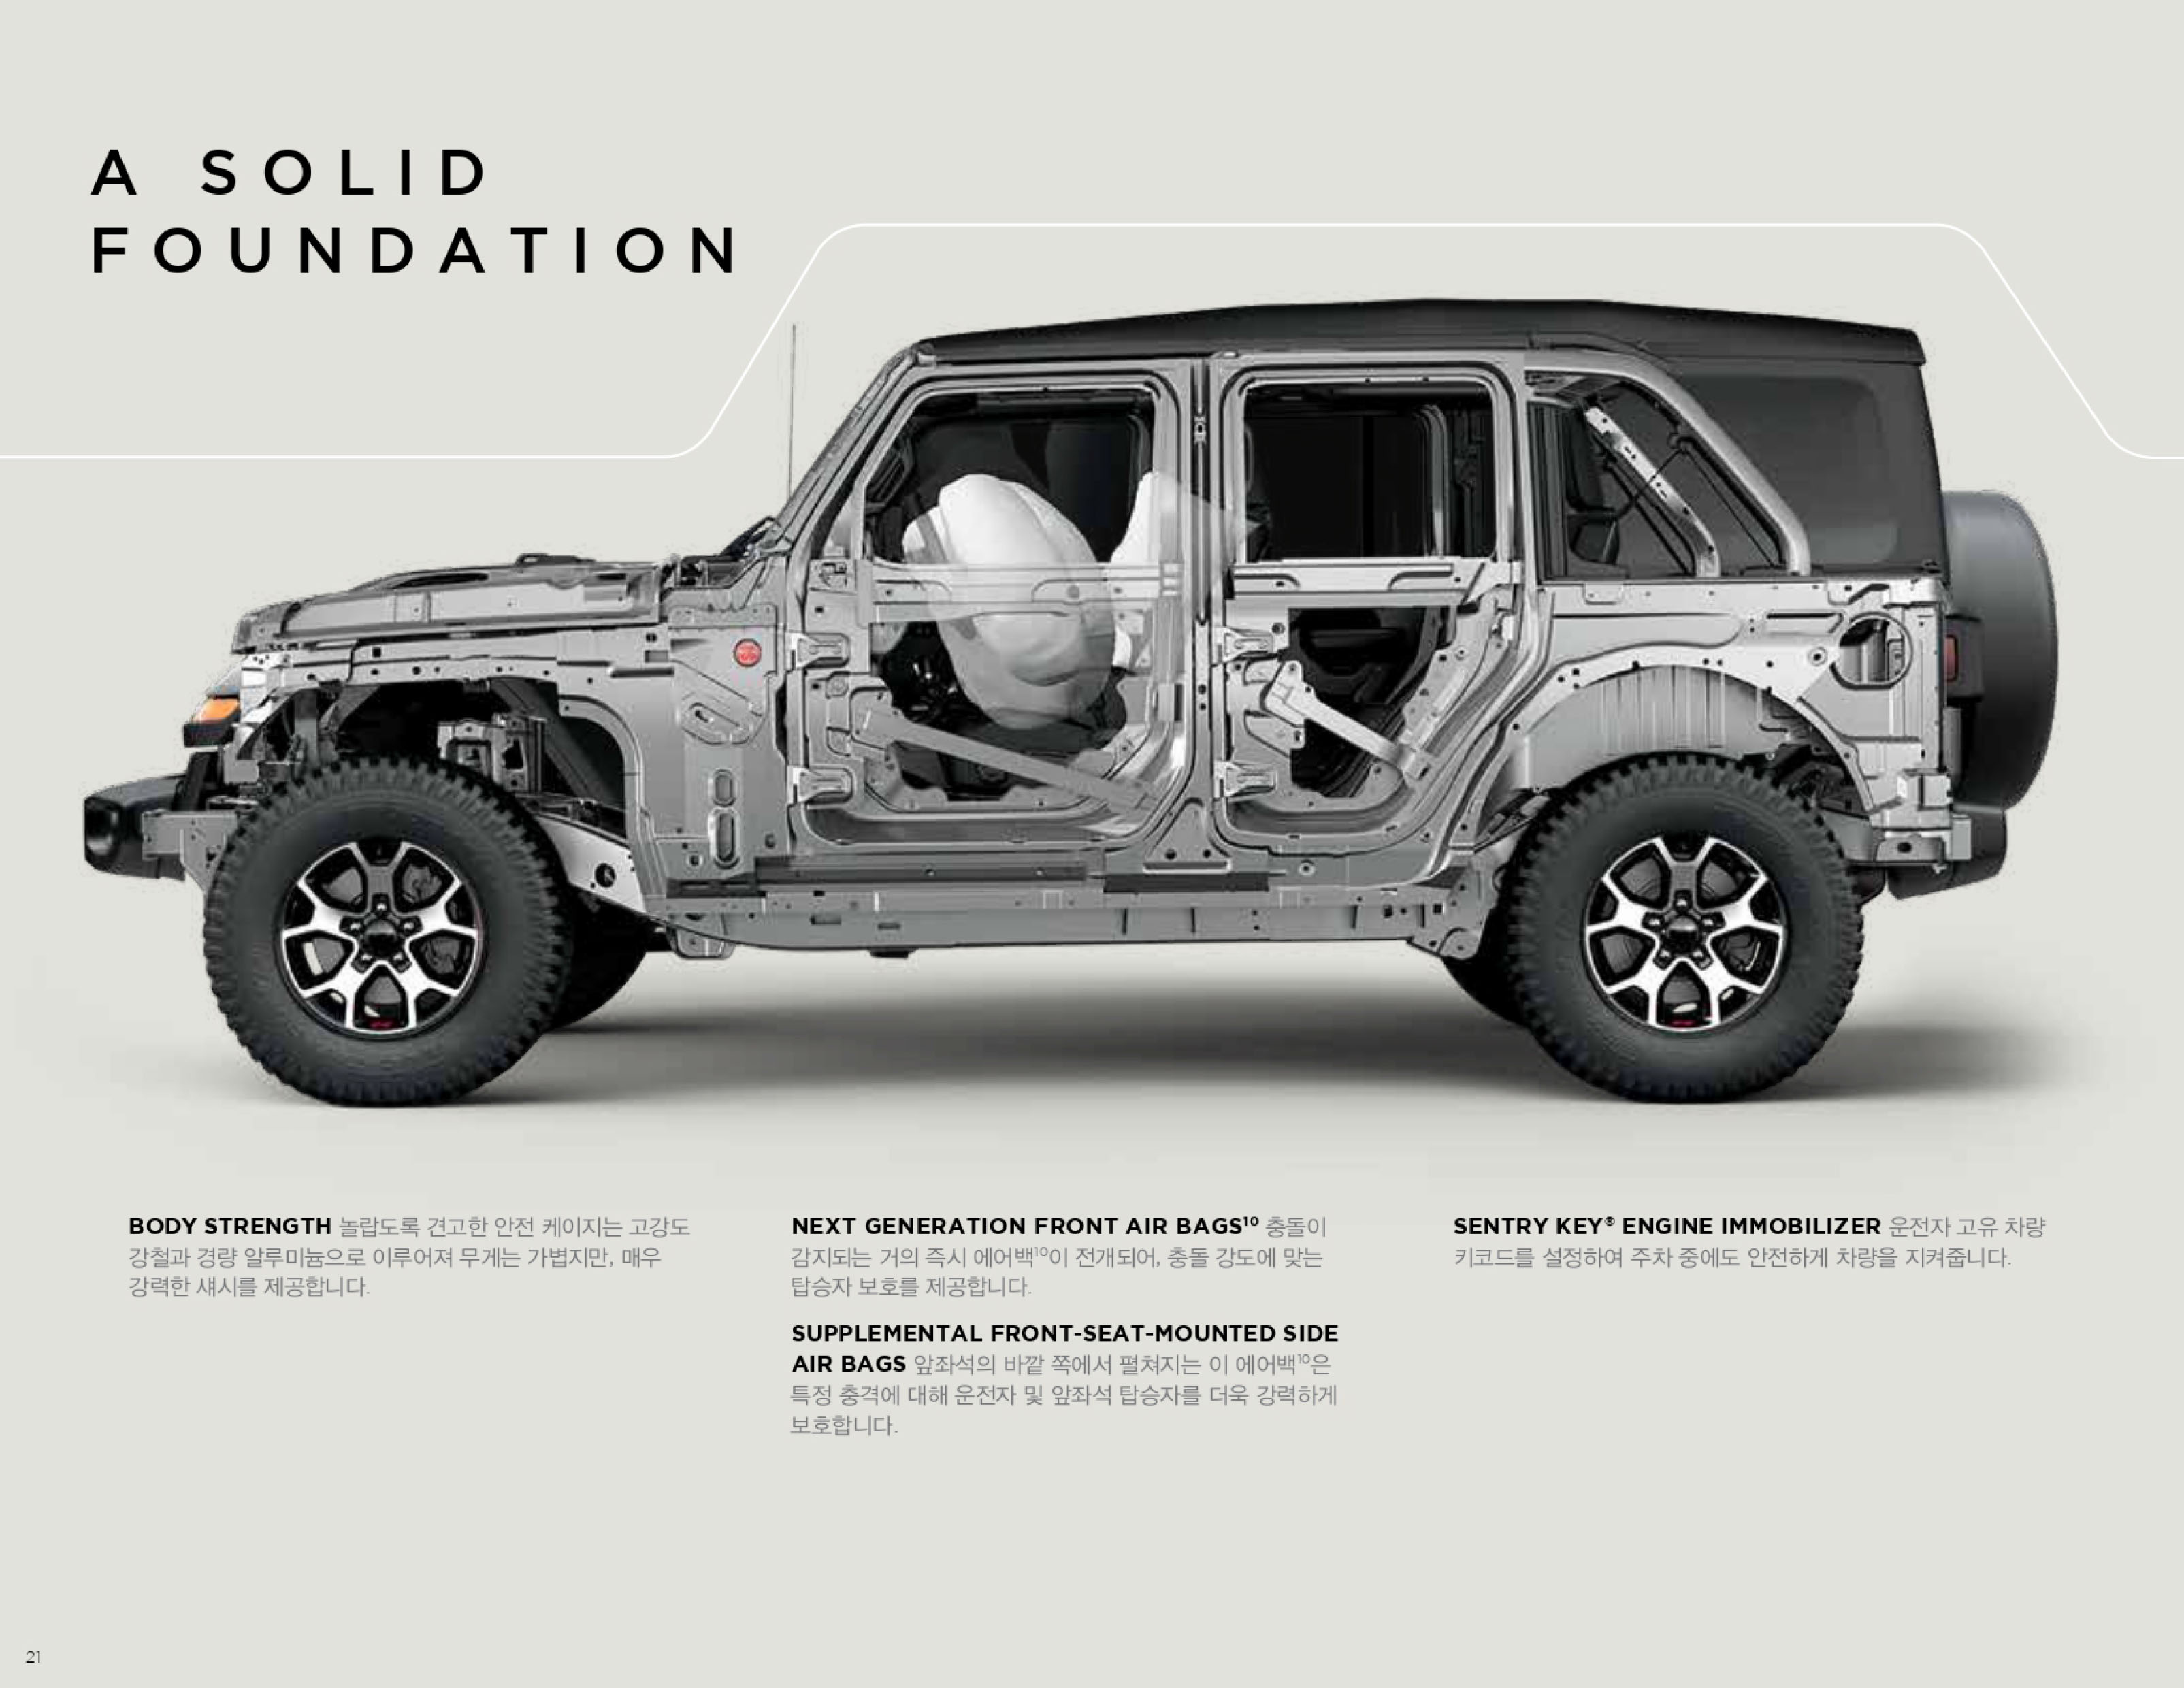 A SOLID
FOUNDATION
BODY STRENGTH 놀랍도록 견고한 안전 케이지는 고강도
강철과 경량 알루미늄으로 이루어져 무게는 가볍지만, 매우
강력한 섀시를 제공합니다.
NEXT GENERATION FRONT AIR BAGS¹⁰ 충돌이
감지되는 거의 즉시 에어백¹⁰이 전개되어, 충돌 강도에 맞는
탑승자 보호를 제공합니다.
SUPPLEMENTAL FRONT-SEAT-MOUNTED SIDE
AIR BAGS 앞좌석의 바깥 쪽에서 펼쳐지는 이 에어백¹⁰은
특정 충격에 대해 운전자 및 앞좌석 탑승자를 더욱 강력하게
보호합니다.
SENTRY KEY® ENGINE IMMOBILIZER 운전자 고유 차량
키코드를 설정하여 주차 중에도 안전하게 차량을 지켜줍니다.
21